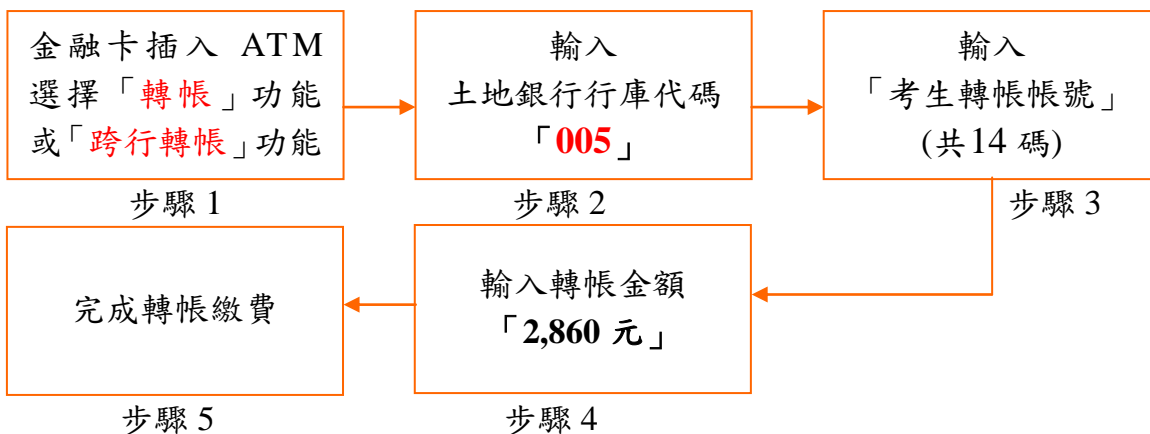 金融卡插入 ATM
選擇「轉帳」功能
或「跨行轉帳」功能
步驟 1
輸入
土地銀行行庫代碼
「005」
步驟 2
輸入
「考生轉帳帳號」
(共14 碼)
步驟 3
輸入轉帳金額
「2,860 元」
步驟 4
完成轉帳繳費
步驟 5